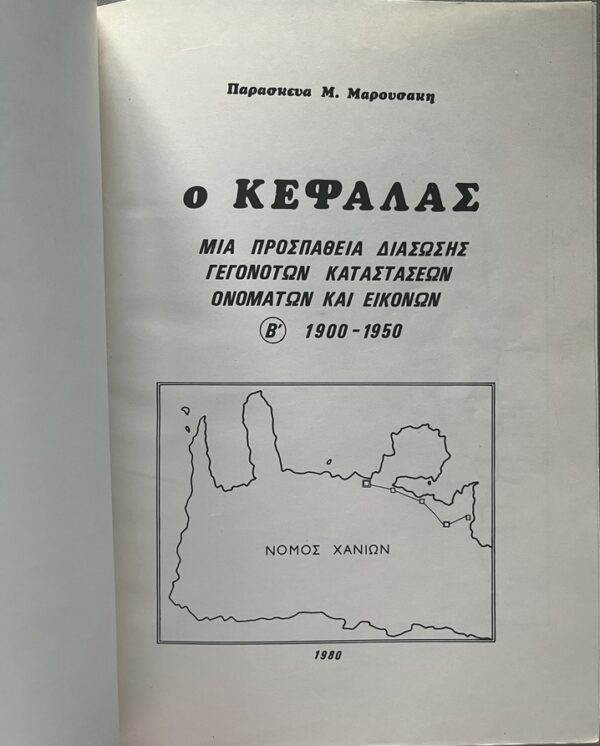 Παρασκευα Μ. Μαρουσακη
ο ΚΕΦΑΛΑΣ
ΜΙΑ ΠΡΟΣΠΑΘΕΙΑ ΔΙΑΣΩΣΗΣ
ΓΕΓΟΝΟΤΩΝ ΚΑΤΑΣΤΑΣΕΩΝ
ΟΝΟΜΑΤΩΝ ΚΑΙ ΕΙΚΟΝΩΝ
Β' 1900-1950
ΝΟΜΟΣ ΧΑΝΙΩΝ
1980